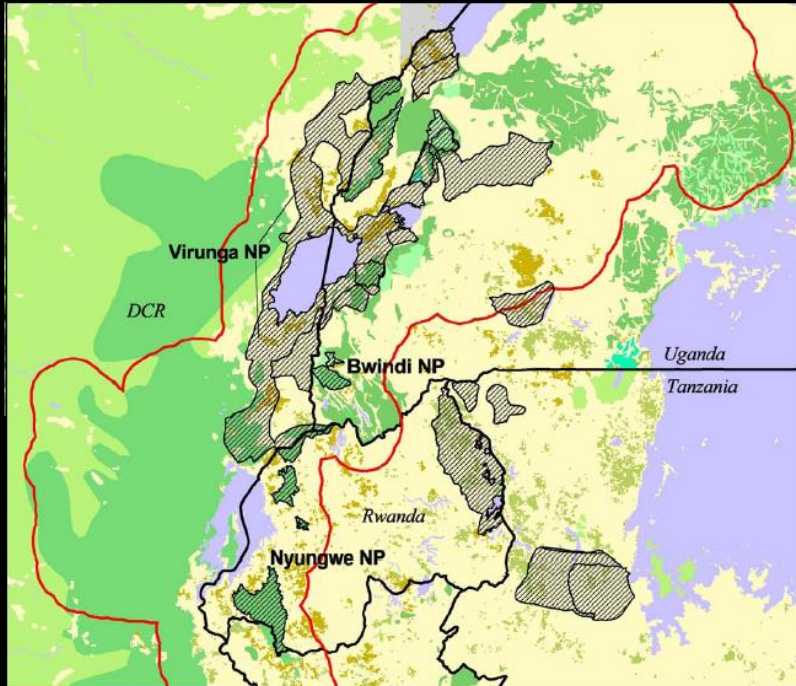 Virunga NP
DCR
Bwindi NP
Uganda
Tanzania
Rwanda
Nyungwe NP